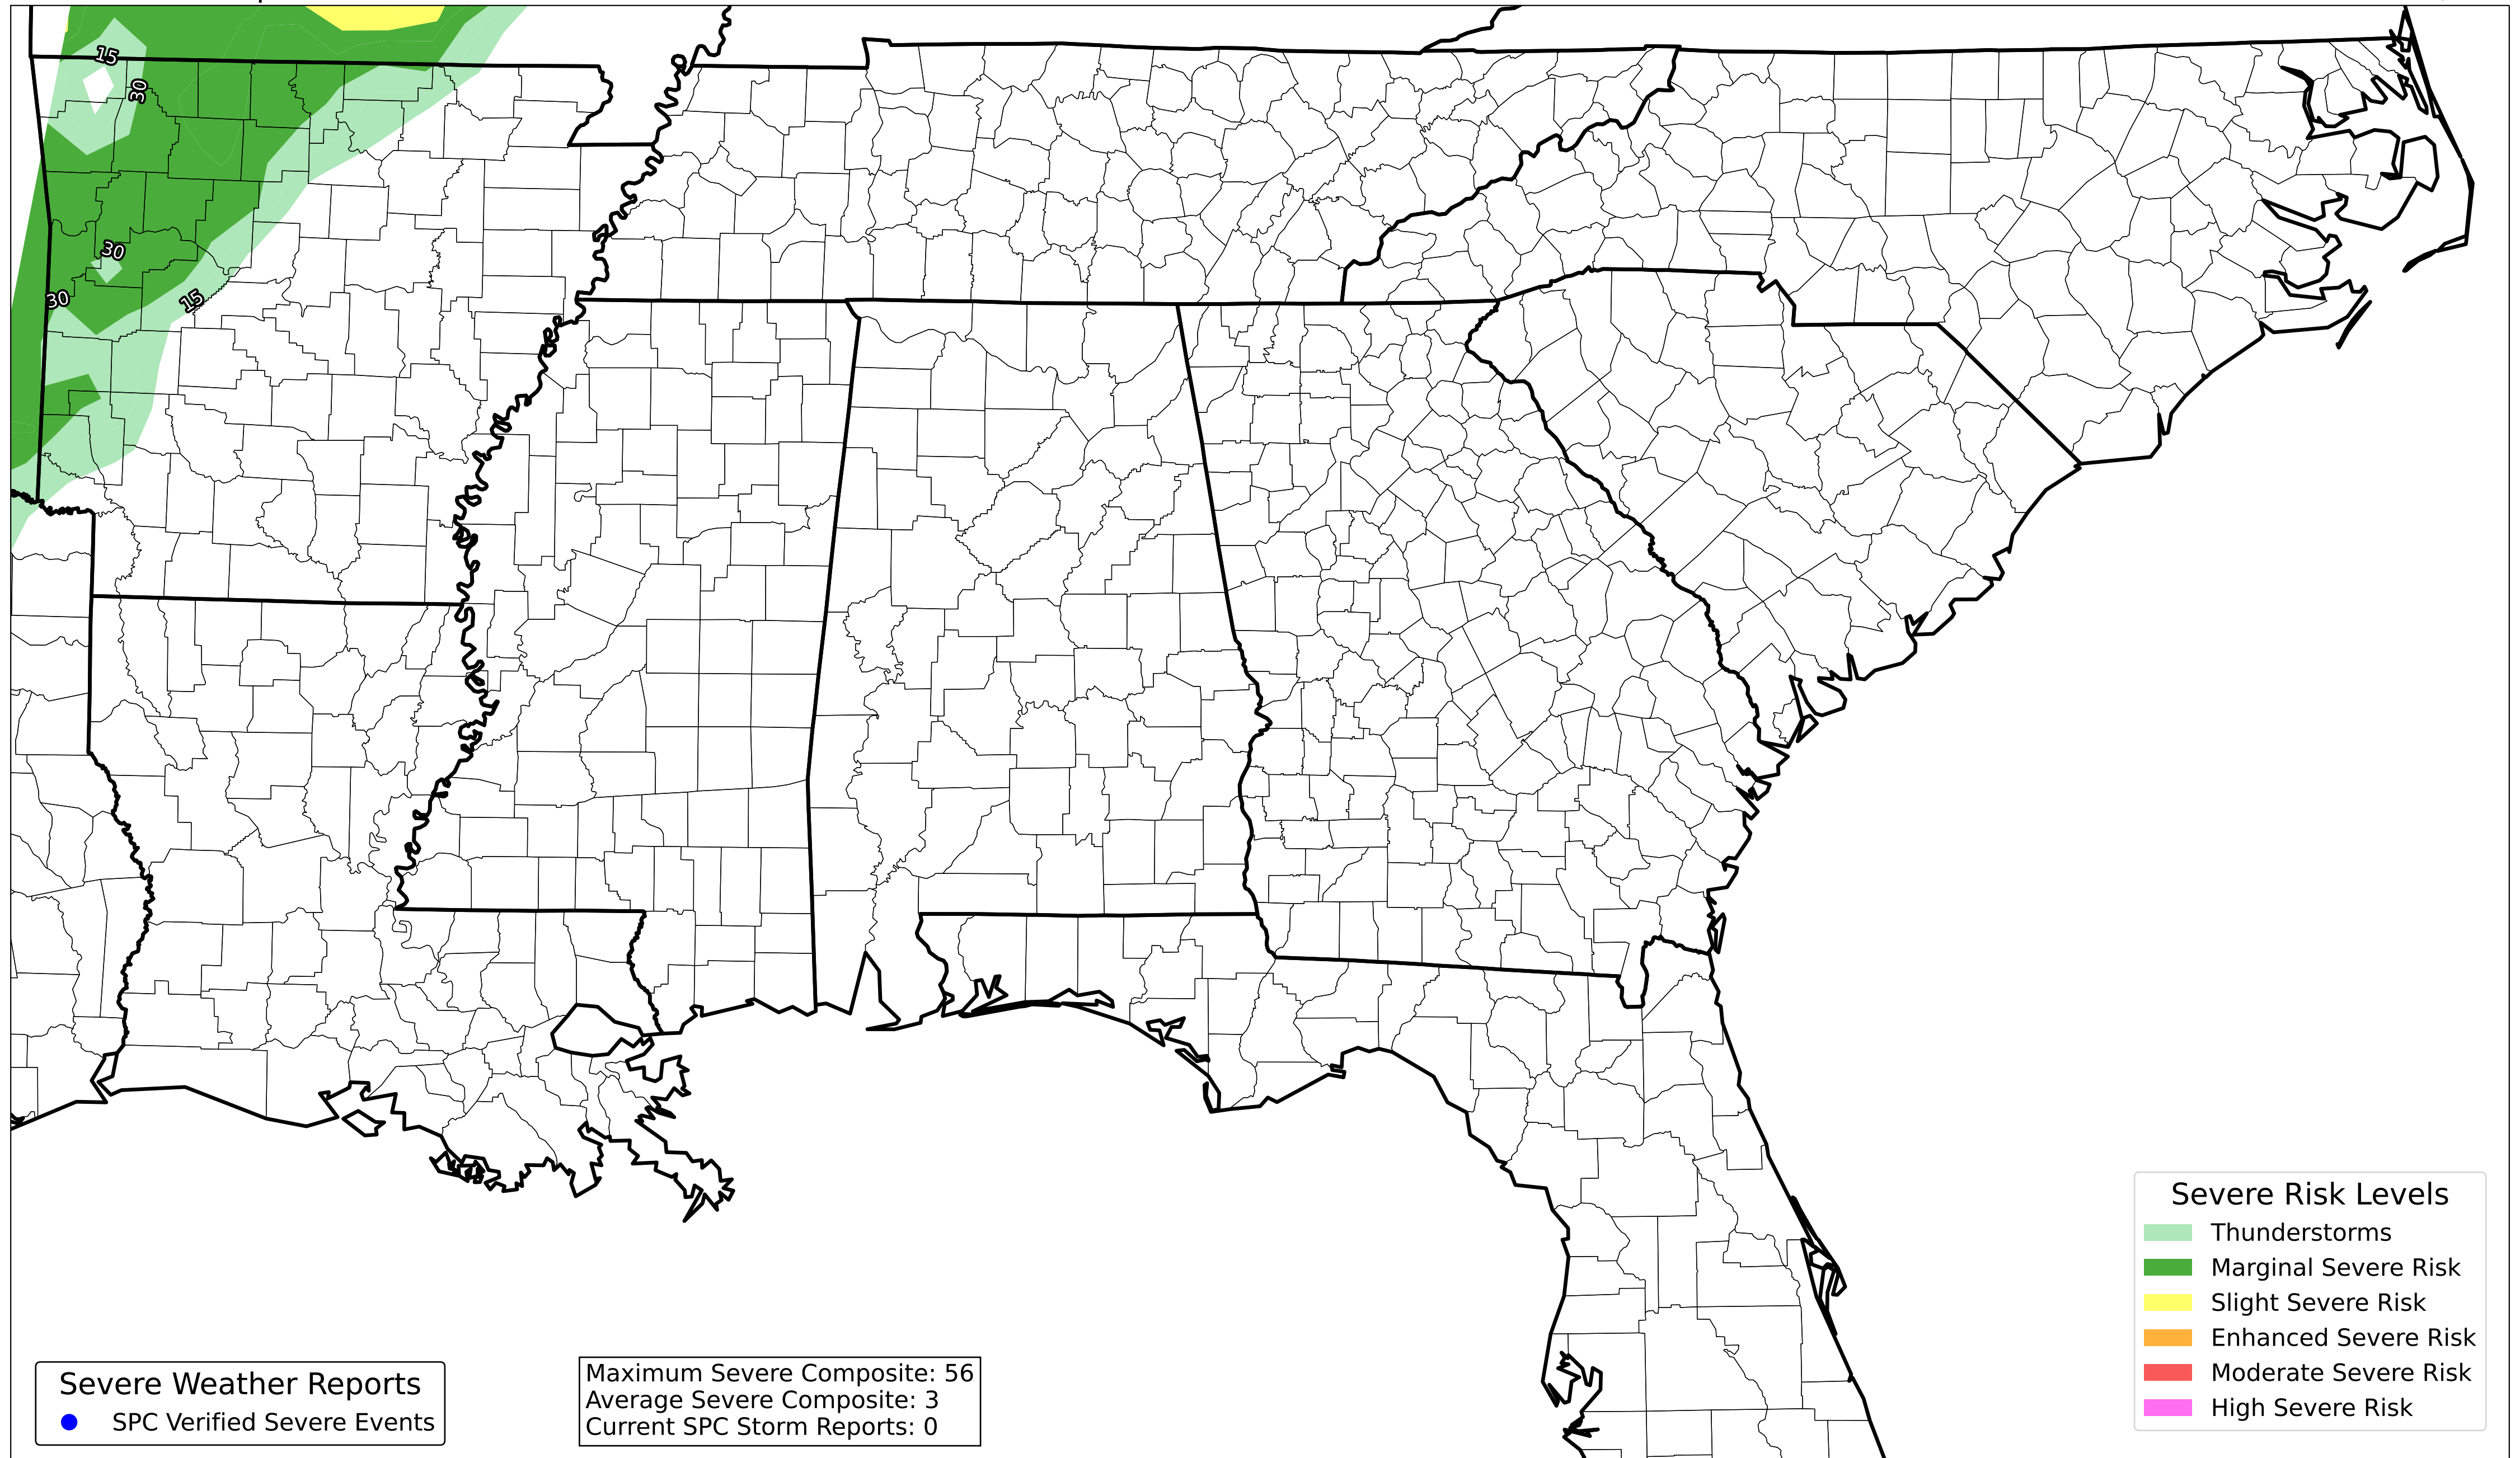 15
30
30
30
15
Severe Weather Reports
SPC Verified Severe Events
Maximum Severe Composite: 56
Average Severe Composite: 3
Current SPC Storm Reports: 0
Severe Risk Levels
Thunderstorms
Marginal Severe Risk
Slight Severe Risk
Enhanced Severe Risk
Moderate Severe Risk
High Severe Risk